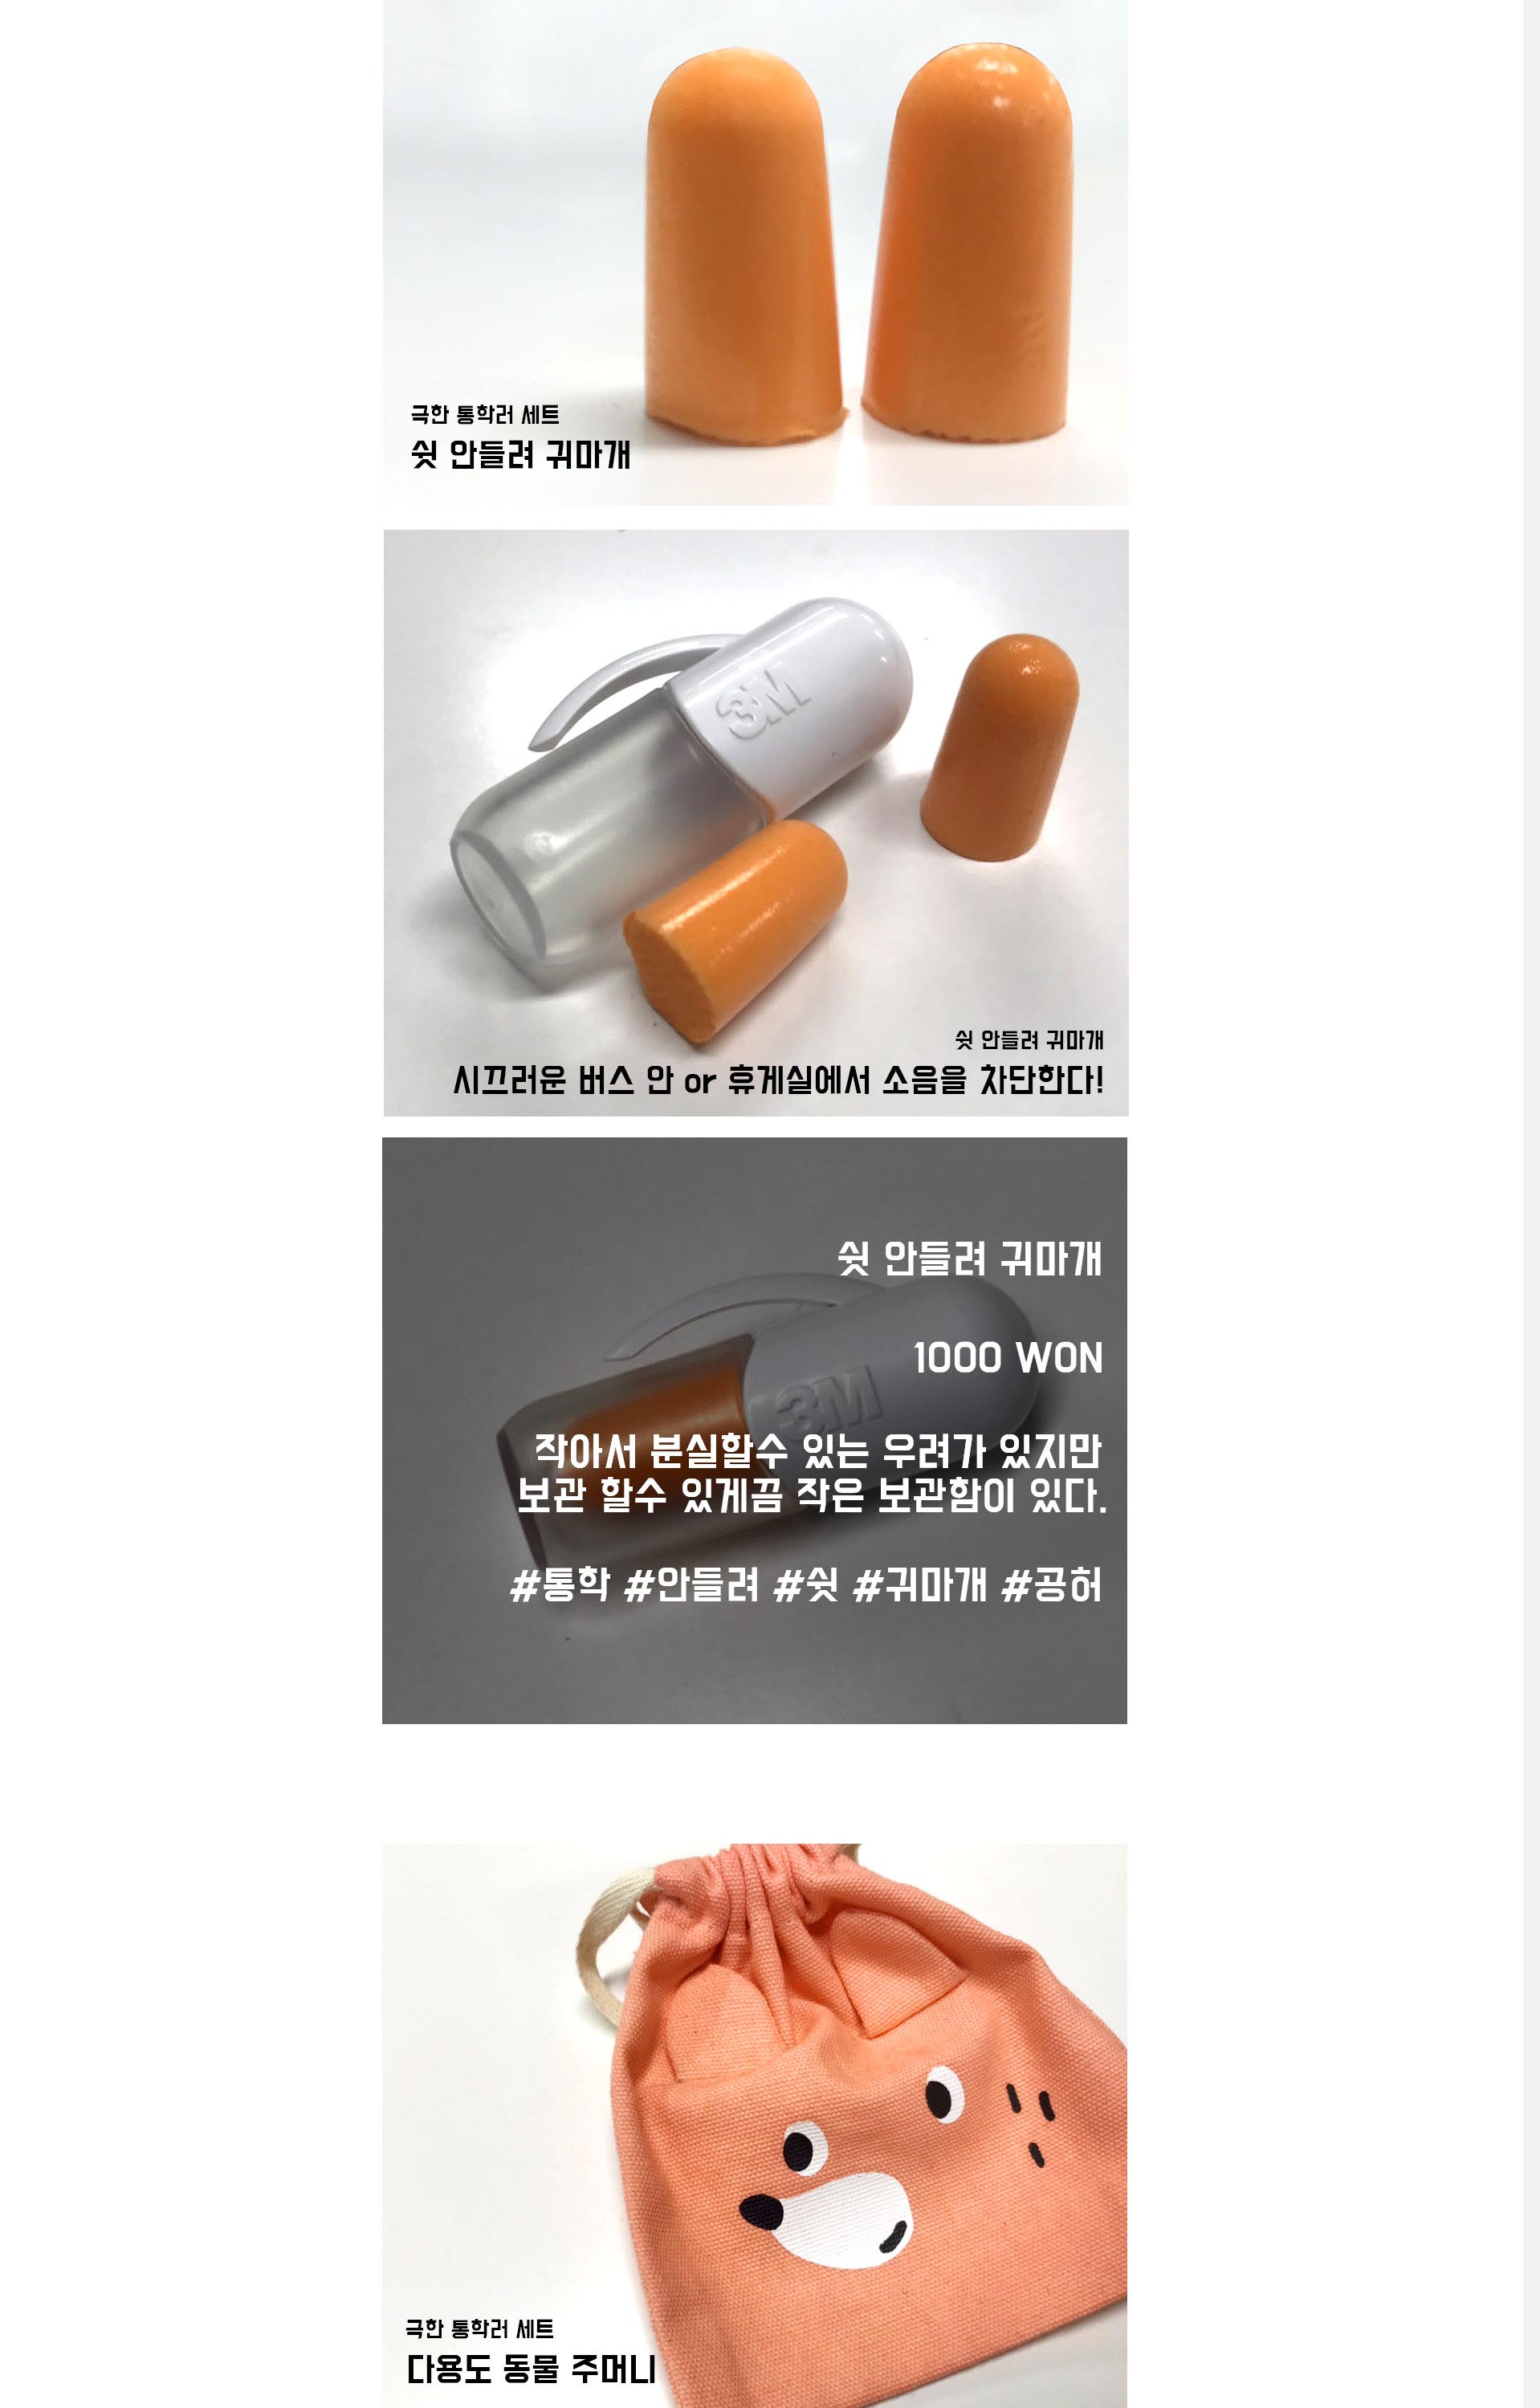 극한 통학러 세트
쉿 안들려 귀마개
3M
쉿 안들려 귀마개
시끄러운 버스 안 or 휴게실에서 소음을 차단한다!
쉿 안들려 귀마개
1000 WON
3M
작아서 분실할수 있는 우려가 있지만
보관 할수 있게끔 작은 보관함이 있다.
#통학 #안들려 #쉿 #귀마개 #공허
극한 통학러 세트
다용도 동물 주머니